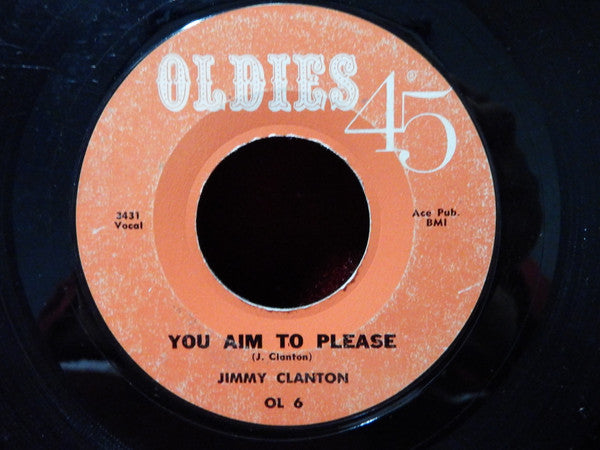 OLDIES 45
3431
Vocal
Ace Pub.
BMI
YOU AIM TO PLEASE
(J. Clanton)
JIMMY CLANTON
OL 6